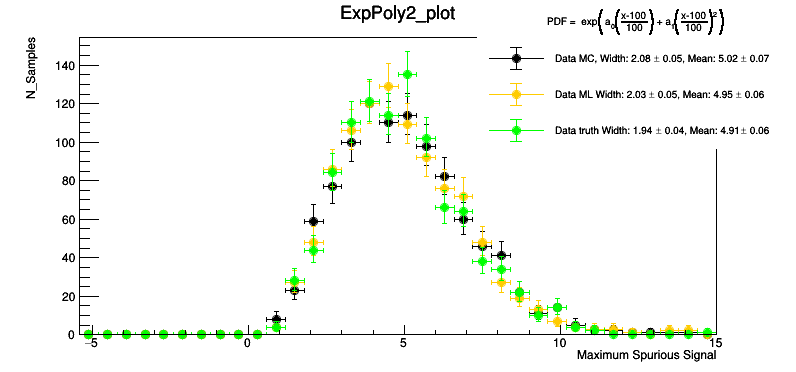 ExpPoly2_plot
PDF = exp(a₀(x-100/100) + a₁(x-100/100)²)
Data MC, Width: 2.08 ± 0.05, Mean: 5.02 ± 0.07
Data ML Width: 2.03 ± 0.05, Mean: 4.95 ± 0.06
Data truth Width: 1.94 ± 0.04, Mean: 4.91 ± 0.06
N_Samples
140
120
100
80
60
40
20
0
−5 0 5 10 15
Maximum Spurious Signal